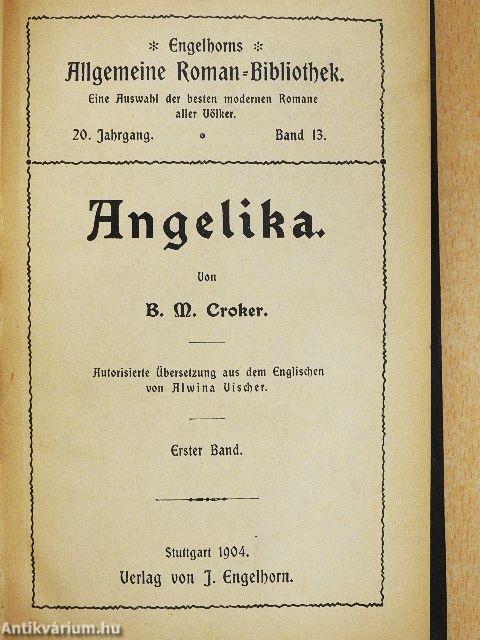 * Engelhorns *
Allgemeine Roman-Bibliothek.
Eine Auswahl der besten modernen Romane
aller Völker.
20. Jahrgang. * Band 13.
Angelika.
Von
B. M. Croker.
Autorisierte Übersetzung aus dem Englischen
von Alwina Vischer.
Erster Band.
Stuttgart 1904.
Verlag von J. Engelhorn.
Antikvárium.hu